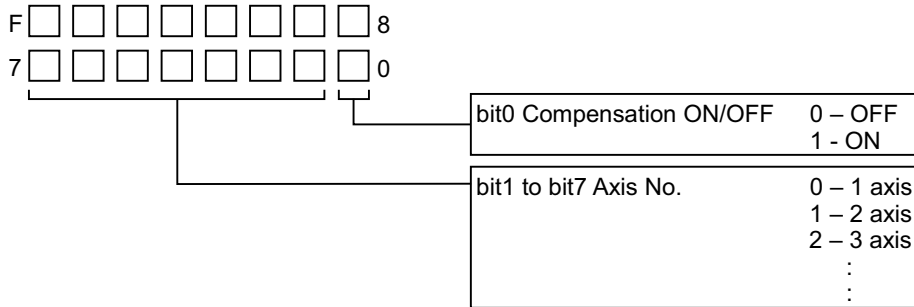 F 8
7 0
bit0 Compensation ON/OFF 0 – OFF
1 - ON
bit1 to bit7 Axis No. 0 – 1 axis
1 – 2 axis
2 – 3 axis
:
: